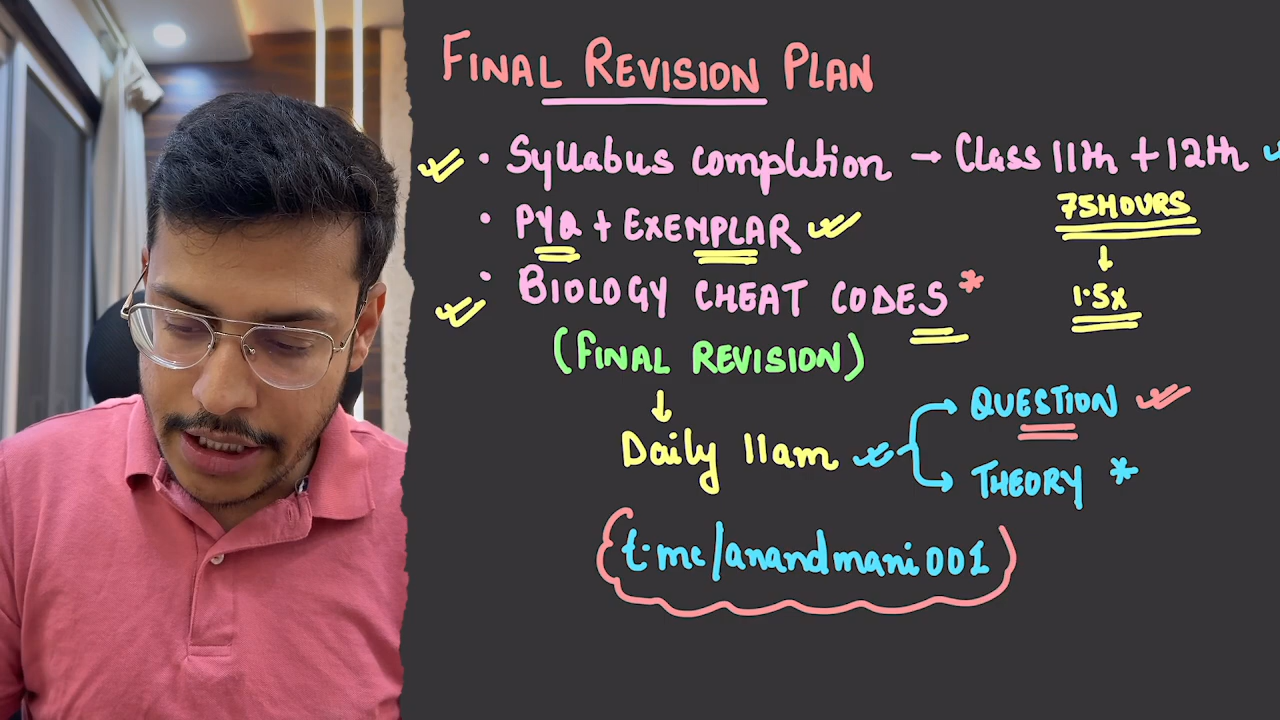 FINAL REVISION PLAN
• Syllabus completion → Class 11th + 12th
75HOURS
• PYQ + EXEMPLAR
↓
1.5x
• BIOLOGY CHEAT CODES *
(FINAL REVISION)
↓
→ QUESTION
Daily 11am
→ THEORY *
t.me/anandmani001